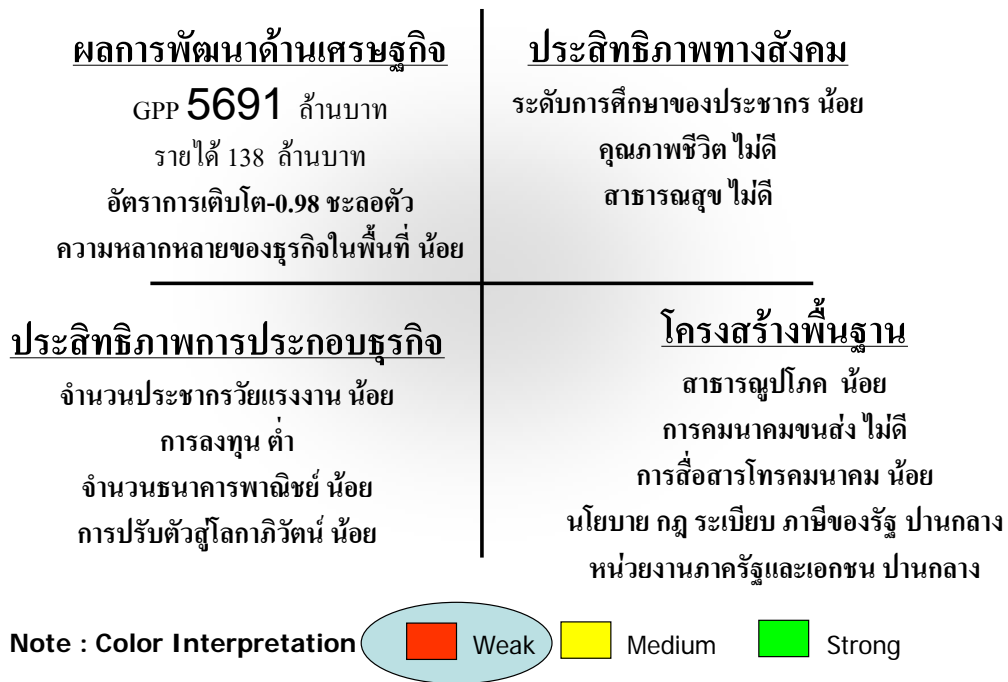 ผลการพัฒนาด้านเศรษฐกิจ
GPP 5691 ล้านบาท
รายได้ 138 ล้านบาท
อัตราการเติบโต-0.98 ชะลอตัว
ความหลากหลายของธุรกิจในพื้นที่ น้อย
ประสิทธิภาพทางสังคม
ระดับการศึกษาของประชากร น้อย
คุณภาพชีวิต ไม่ดี
สาธารณสุข ไม่ดี
ประสิทธิภาพการประกอบธุรกิจ
จำนวนประชากรวัยแรงงาน น้อย
การลงทุน ต่ำ
จำนวนธนาคารพาณิชย์ น้อย
การปรับตัวสู่โลกาภิวัตน์ น้อย
โครงสร้างพื้นฐาน
สาธารณูปโภค น้อย
การคมนาคมขนส่ง ไม่ดี
การสื่อสารโทรคมนาคม น้อย
นโยบาย กฎ ระเบียบ ภาษีของรัฐ ปานกลาง
หน่วยงานภาครัฐและเอกชน ปานกลาง
Note : Color Interpretation Weak Medium Strong